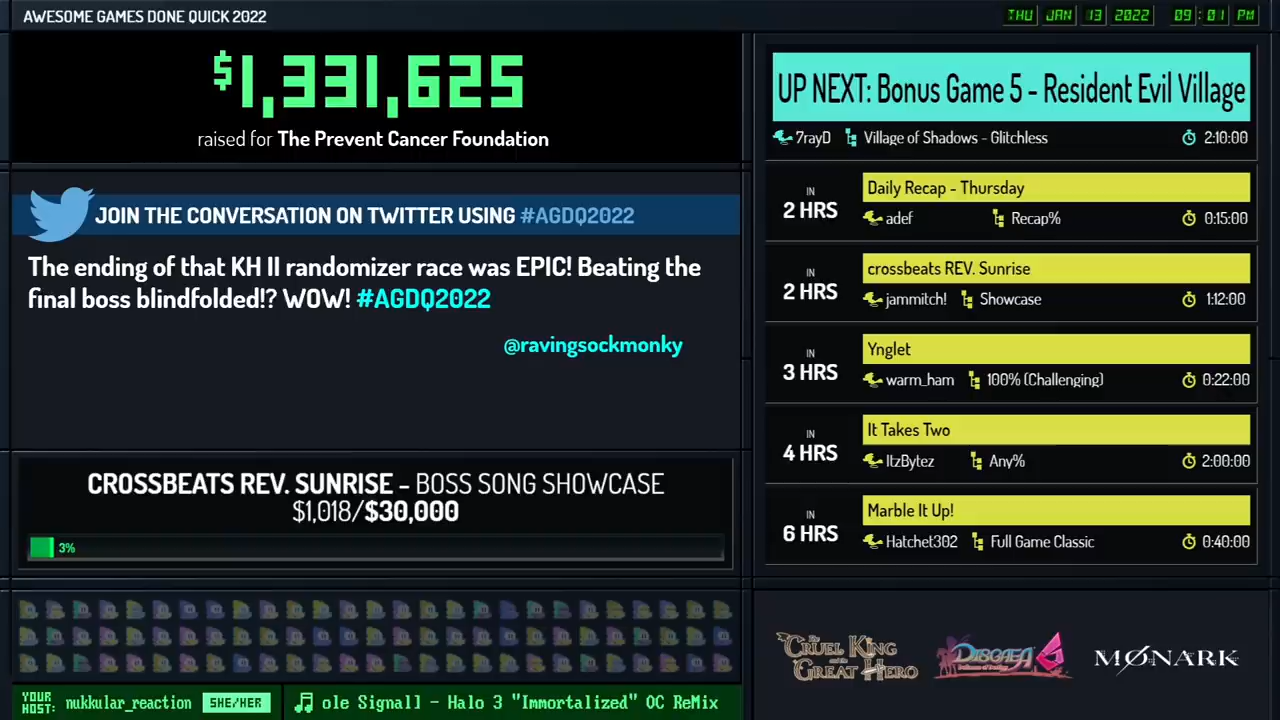 AWESOME GAMES DONE QUICK 2022
THU JAN 13 2022 09:01 PM
$1,331,625
raised for The Prevent Cancer Foundation
JOIN THE CONVERSATION ON TWITTER USING #AGDQ2022
The ending of that KH II randomizer race was EPIC! Beating the
final boss blindfolded!? WOW! #AGDQ2022
@ravingsockmonky
CROSSBEATS REV. SUNRISE - BOSS SONG SHOWCASE
$1,018/$30,000
3%
YOUR HOST: nukkular_reaction SHE/HER
ole Signall - Halo 3 "Immortalized" OC ReMix
UP NEXT: Bonus Game 5 - Resident Evil Village
7rayD Village of Shadows - Glitchless 2:10:00
IN 2 HRS
Daily Recap - Thursday
adef Recap% 0:15:00
IN 2 HRS
crossbeats REV. Sunrise
jammitch! Showcase 1:12:00
IN 3 HRS
Ynglet
warm_ham 100% (Challenging) 0:22:00
IN 4 HRS
It Takes Two
ItzBytez Any% 2:00:00
IN 6 HRS
Marble It Up!
Hatchet302 Full Game Classic 0:40:00
The Cruel King and the Great Hero
DISGAEA 6
MØNARK